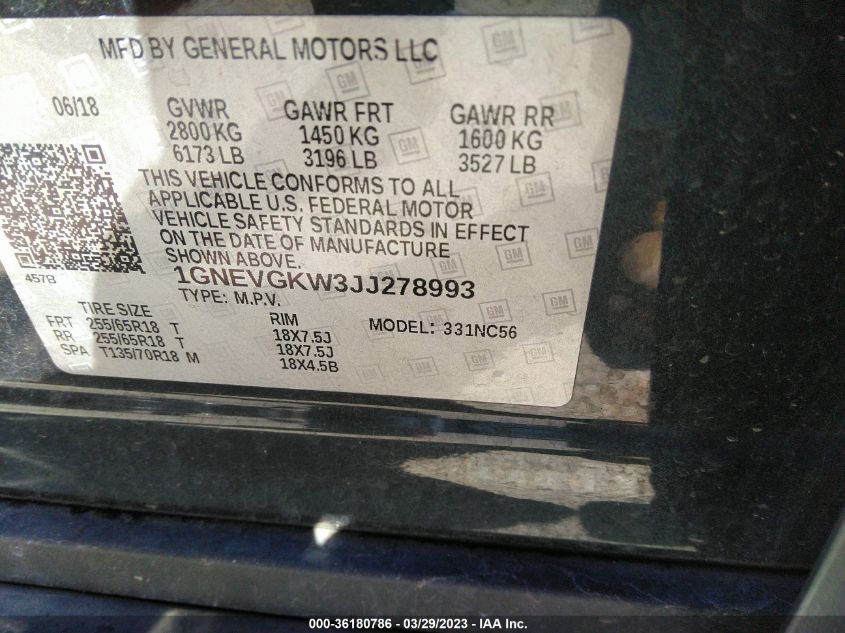 MFD BY GENERAL MOTORS LLC
06/18 GVWR GAWR FRT GAWR RR
2800 KG 1450 KG 1600 KG
6173 LB 3196 LB 3527 LB
THIS VEHICLE CONFORMS TO ALL
APPLICABLE U.S. FEDERAL MOTOR
VEHICLE SAFETY STANDARDS IN EFFECT
ON THE DATE OF MANUFACTURE
SHOWN ABOVE.
457B
1GNEVGKW3JJ278993
TYPE: M.P.V.
TIRE SIZE RIM MODEL: 331NC56
FRT 255/65R18 T 18X7.5J
RR 255/65R18 T 18X7.5J
SPA T135/70R18 M 18X4.5B
000-36180786 - 03/29/2023 - IAA Inc.